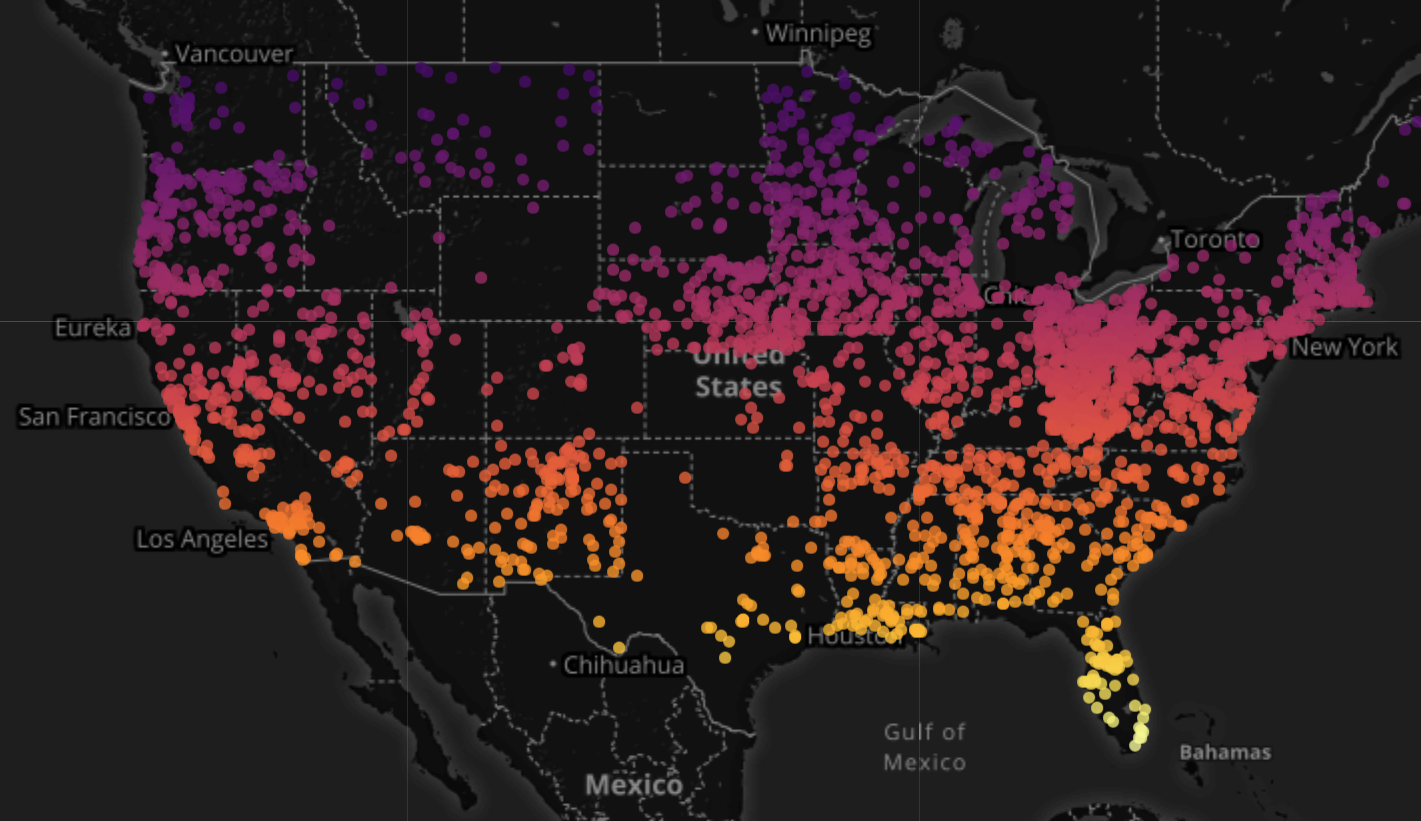 Vancouver
Winnipeg
Toronto
Eureka
New York
United
States
San Francisco
Los Angeles
Houston
Chihuahua
Gulf of
Mexico
Bahamas
Mexico